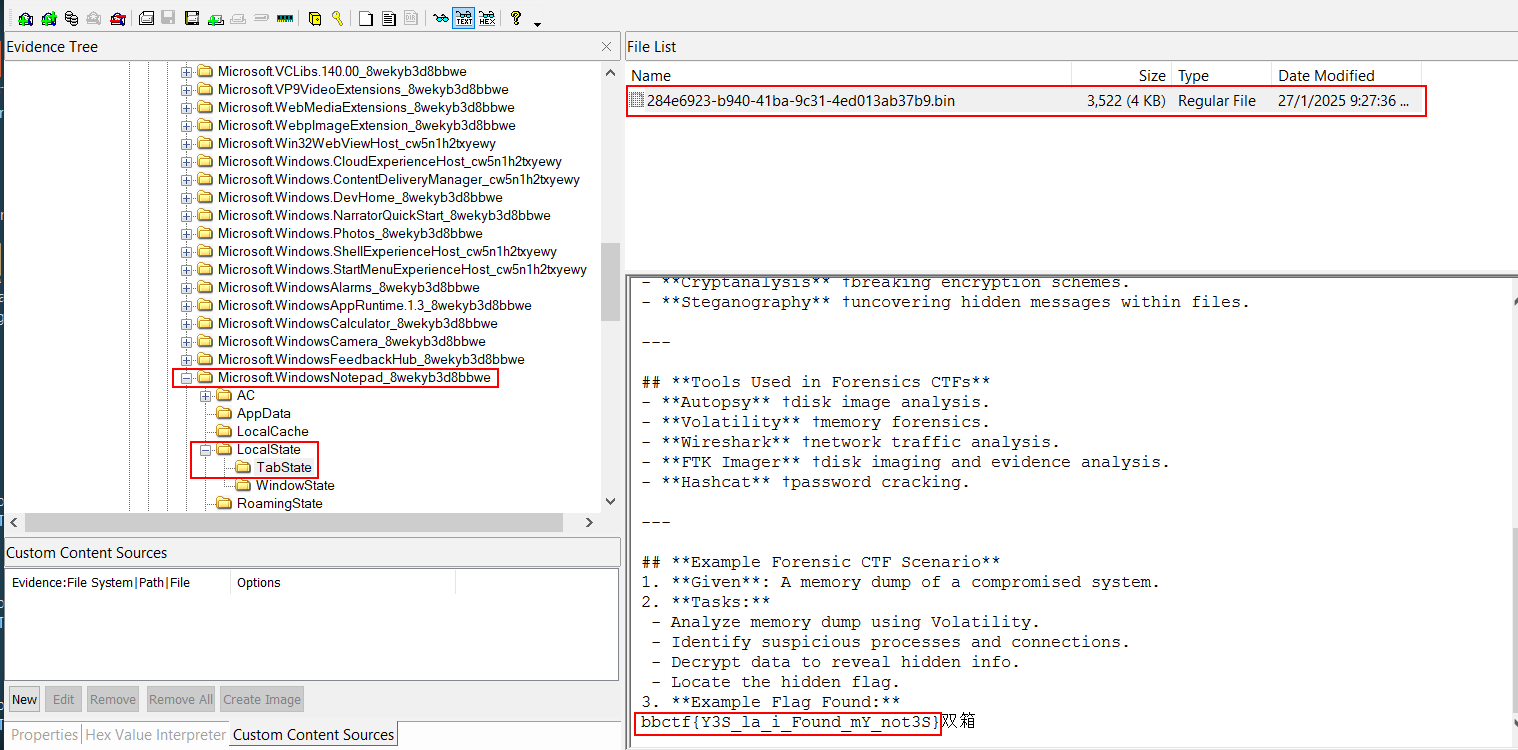 TEXT
HEX
Evidence Tree
Microsoft.VCLibs.140.00_8wekyb3d8bbwe
Microsoft.VP9VideoExtensions_8wekyb3d8bbwe
Microsoft.WebMediaExtensions_8wekyb3d8bbwe
Microsoft.WebpImageExtension_8wekyb3d8bbwe
Microsoft.Win32WebViewHost_cw5n1h2txyewy
Microsoft.Windows.CloudExperienceHost_cw5n1h2txyewy
Microsoft.Windows.ContentDeliveryManager_cw5n1h2txyewy
Microsoft.Windows.DevHome_8wekyb3d8bbwe
Microsoft.Windows.NarratorQuickStart_8wekyb3d8bbwe
Microsoft.Windows.Photos_8wekyb3d8bbwe
Microsoft.Windows.ShellExperienceHost_cw5n1h2txyewy
Microsoft.Windows.StartMenuExperienceHost_cw5n1h2txyewy
Microsoft.WindowsAlarms_8wekyb3d8bbwe
Microsoft.WindowsAppRuntime.1.3_8wekyb3d8bbwe
Microsoft.WindowsCalculator_8wekyb3d8bbwe
Microsoft.WindowsCamera_8wekyb3d8bbwe
Microsoft.WindowsFeedbackHub_8wekyb3d8bbwe
Microsoft.WindowsNotepad_8wekyb3d8bbwe
AC
AppData
LocalCache
LocalState
TabState
WindowState
RoamingState
Custom Content Sources
Evidence:File System|Path|File Options
New Edit Remove Remove All Create Image
Properties Hex Value Interpreter Custom Content Sources
File List
Name Size Type Date Modified
284e6923-b940-41ba-9c31-4ed013ab37b9.bin 3,522 (4 KB) Regular File 27/1/2025 9:27:36 ...
- **Cryptanalysis** †breaking encryption schemes.
- **Steganography** †uncovering hidden messages within files.
---
## **Tools Used in Forensics CTFs**
- **Autopsy** †disk image analysis.
- **Volatility** †memory forensics.
- **Wireshark** †network traffic analysis.
- **FTK Imager** †disk imaging and evidence analysis.
- **Hashcat** †password cracking.
---
## **Example Forensic CTF Scenario**
1. **Given**: A memory dump of a compromised system.
2. **Tasks:**
- Analyze memory dump using Volatility.
- Identify suspicious processes and connections.
- Decrypt data to reveal hidden info.
- Locate the hidden flag.
3. **Example Flag Found:**
bbctf{Y3S_la_i_Found_mY_not3S}双箱